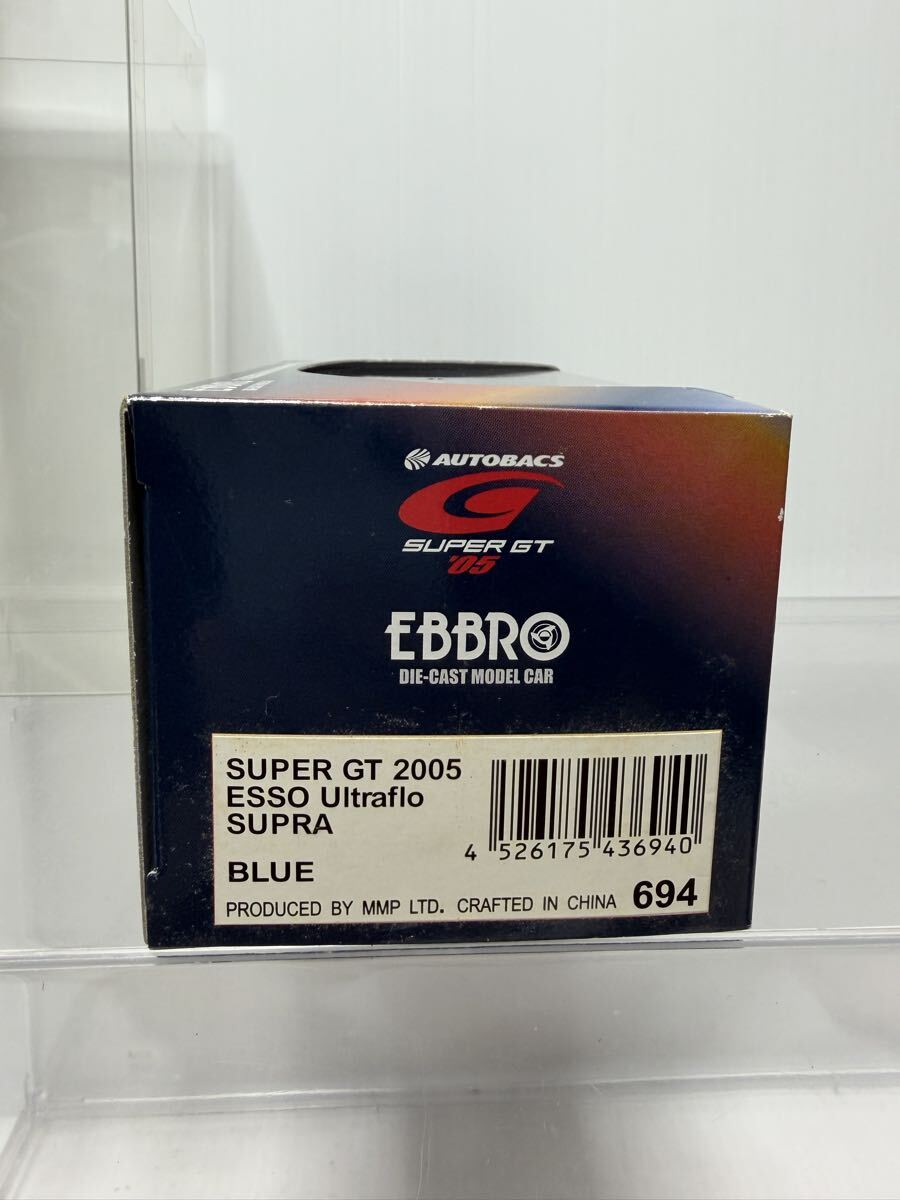 AUTOBACS
SUPER GT
'05
EBBRO
DIE-CAST MODEL CAR
SUPER GT 2005
ESSO Ultraflo
SUPRA
BLUE
4 526175 436940
PRODUCED BY MMP LTD. CRAFTED IN CHINA 694